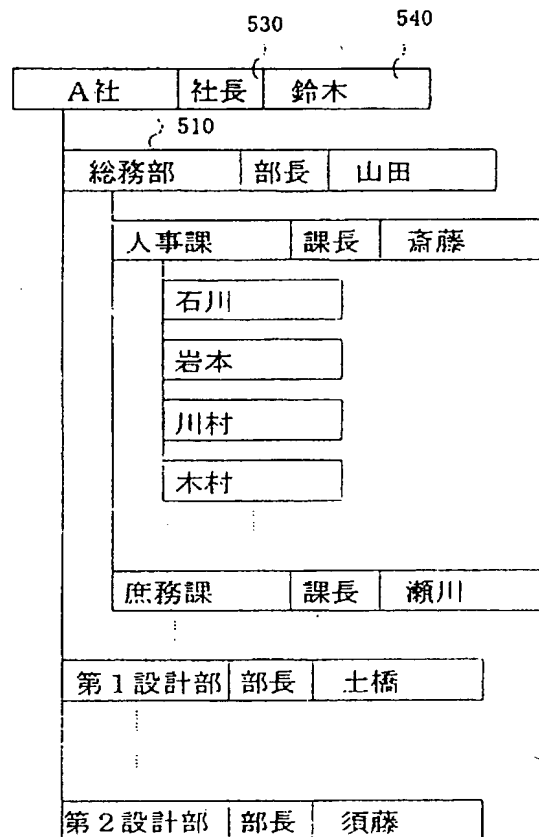 530 540
A社 社長 鈴木
510
総務部 部長 山田
人事課 課長 斎藤
石川
岩本
川村
木村
庶務課 課長 瀬川
第1設計部 部長 土橋
第2設計部 部長 須藤